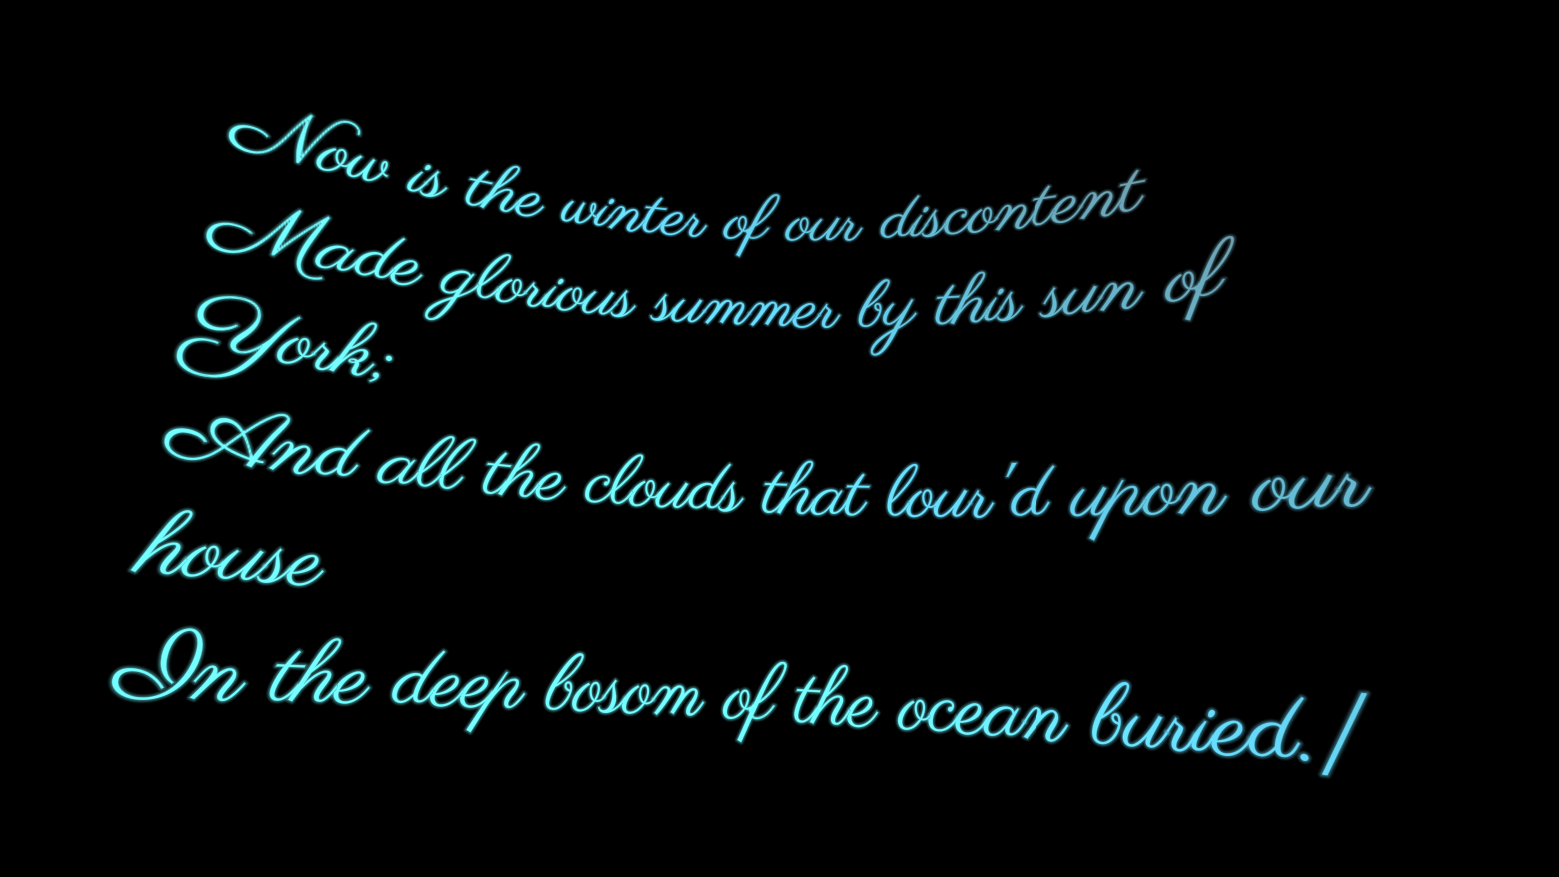 Now is the winter of our discontent
Made glorious summer by this sun of
York;
And all the clouds that lour'd upon our
house
In the deep bosom of the ocean buried.|